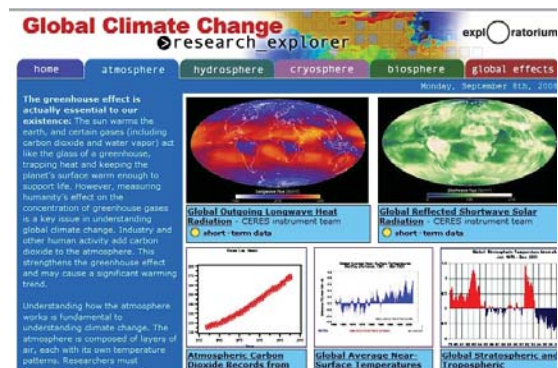 Global Climate Change
research_explorer
expl ratorium
home
atmosphere
hydrosphere
cryosphere
biosphere
global effects
Monday, September 8th, 2008
The greenhouse effect is
actually essential to our
existence: The sun warms the
earth, and certain gases (including
carbon dioxide and water vapor) act
like the glass of a greenhouse,
trapping heat and keeping the
planet's surface warm enough to
support life. However, measuring
humanity's effect on the
concentration of greenhouse gases
is a key issue in understanding
global climate change. Industry and
other human activity add carbon
dioxide to the atmosphere. This
strengthens the greenhouse effect
and may cause a significant warming
trend.
Understanding how the atmosphere
works is fundamental to
understanding climate change. The
atmosphere is composed of layers of
air, each with its own temperature
patterns. Researchers must
Global Outgoing Longwave Heat
Radiation - CERES instrument team
short-term data
Global Reflected Shortwave Solar
Radiation - CERES instrument team
short-term data
Atmospheric Carbon
Dioxide Records from
Global Average Near-
Surface Temperatures
Global Stratospheric and
Tropospheric